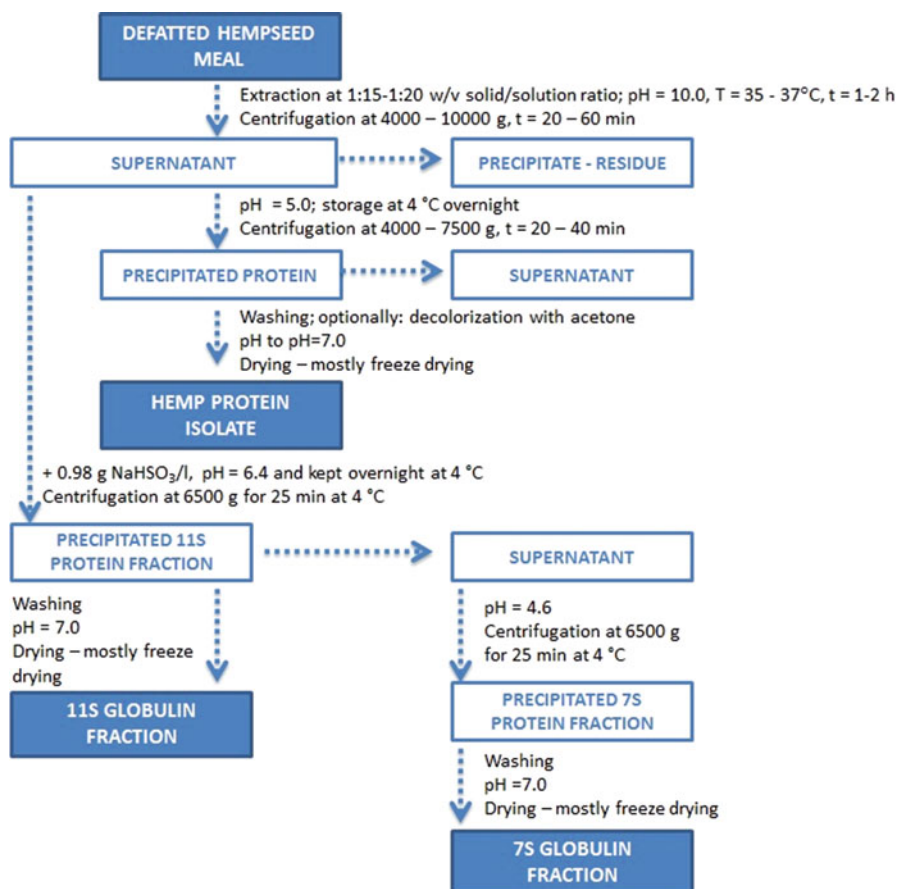 DEFATTED HEMPSEED
MEAL
Extraction at 1:15-1:20 w/v solid/solution ratio; pH = 10.0, T = 35 - 37°C, t = 1-2 h
Centrifugation at 4000 – 10000 g, t = 20 – 60 min
SUPERNATANT
PRECIPITATE - RESIDUE
pH = 5.0; storage at 4 °C overnight
Centrifugation at 4000 – 7500 g, t = 20 – 40 min
PRECIPITATED PROTEIN
SUPERNATANT
Washing; optionally: decolorization with acetone
pH to pH=7.0
Drying – mostly freeze drying
HEMP PROTEIN
ISOLATE
+ 0.98 g NaHSO₃/l, pH = 6.4 and kept overnight at 4 °C
Centrifugation at 6500 g for 25 min at 4 °C
PRECIPITATED 11S
PROTEIN FRACTION
SUPERNATANT
Washing
pH = 7.0
Drying – mostly freeze
drying
pH = 4.6
Centrifugation at 6500 g
for 25 min at 4 °C
11S GLOBULIN
FRACTION
PRECIPITATED 7S
PROTEIN FRACTION
Washing
pH =7.0
Drying – mostly freeze drying
7S GLOBULIN
FRACTION